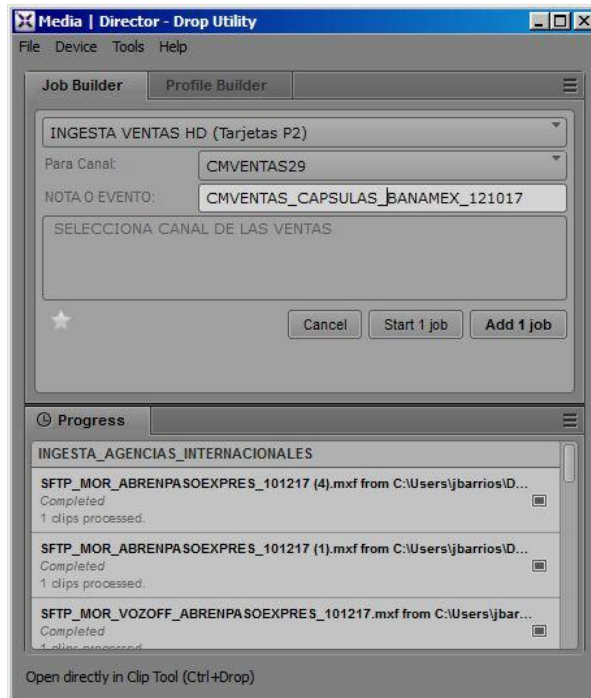 Media | Director - Drop Utility
File Device Tools Help
Job Builder Profile Builder
INGESTA VENTAS HD (Tarjetas P2)
Para Canal: CMVENTAS29
NOTA O EVENTO: CMVENTAS_CAPSULAS_BANAMEX_121017
SELECCIONA CANAL DE LAS VENTAS
Cancel Start 1 job Add 1 job
Progress
INGESTA_AGENCIAS_INTERNACIONALES
SFTP_MOR_ABRENPASOEXPRES_101217 (4).mxf from C:\Users\jbarrios\D...
Completed
1 clips processed.
SFTP_MOR_ABRENPASOEXPRES_101217 (1).mxf from C:\Users\jbarrios\D...
Completed
1 clips processed.
SFTP_MOR_VOZOFF_ABRENPASOEXPRES_101217.mxf from C:\Users\jbar...
Completed
1 clips processed.
Open directly in Clip Tool (Ctrl+Drop)